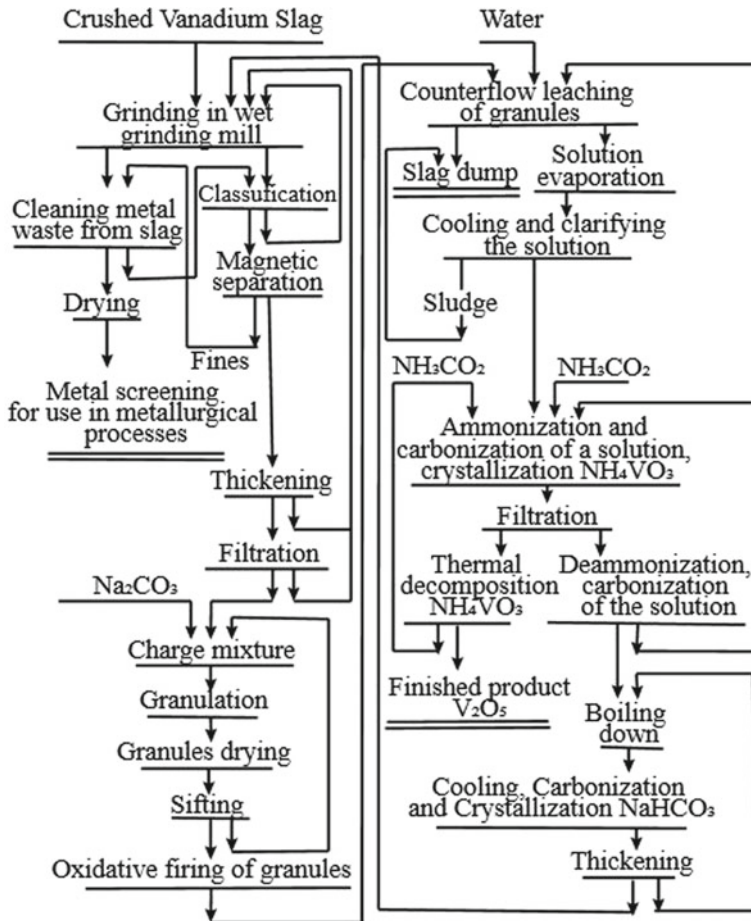 Crushed Vanadium Slag
Grinding in wet
grinding mill
Classufication
Cleaning metal
waste from slag
Magnetic
separation
Drying
Fines
Metal screening
for use in metallurgical
processes
Thickening
Filtration
Na₂CO₃
Charge mixture
Granulation
Granules drying
Sifting
Oxidative firing of granules
Water
Counterflow leaching
of granules
Slag dump
Solution
evaporation
Cooling and clarifying
the solution
Sludge
NH₃CO₂
NH₃CO₂
Ammonization and
carbonization of a solution,
crystallization NH₄VO₃
Filtration
Thermal
decomposition
NH₄VO₃
Deammonization,
carbonization
of the solution
Finished product
V₂O₅
Boiling
down
Cooling, Carbonization
and Crystallization NaHCO₃
Thickening